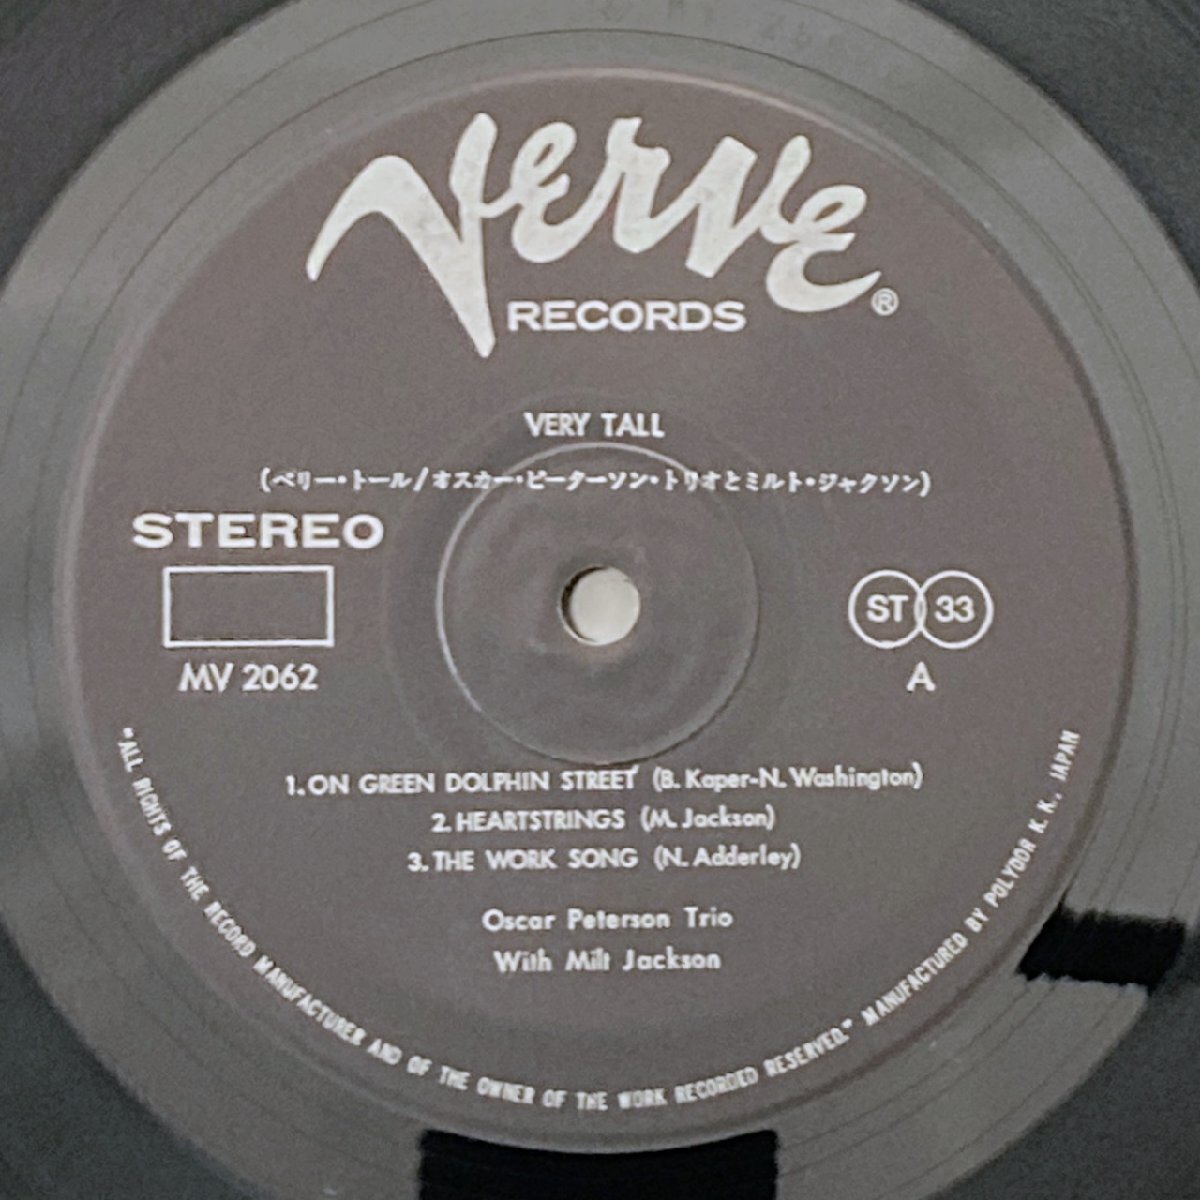 Verve ®
RECORDS
VERY TALL
(ベリー・トール/オスカー・ピーターソン・トリオとミルト・ジャクソン)
STEREO
MV 2062
ST 33
A
1. ON GREEN DOLPHIN STREET (B. Kaper-N. Washington)
2. HEARTSTRINGS (M. Jackson)
3. THE WORK SONG (N. Adderley)
Oscar Peterson Trio
With Milt Jackson
"ALL RIGHTS OF THE RECORD MANUFACTURER AND OF THE OWNER OF THE WORK RECORDED RESERVED." MANUFACTURED BY POLYDOR K. K., JAPAN